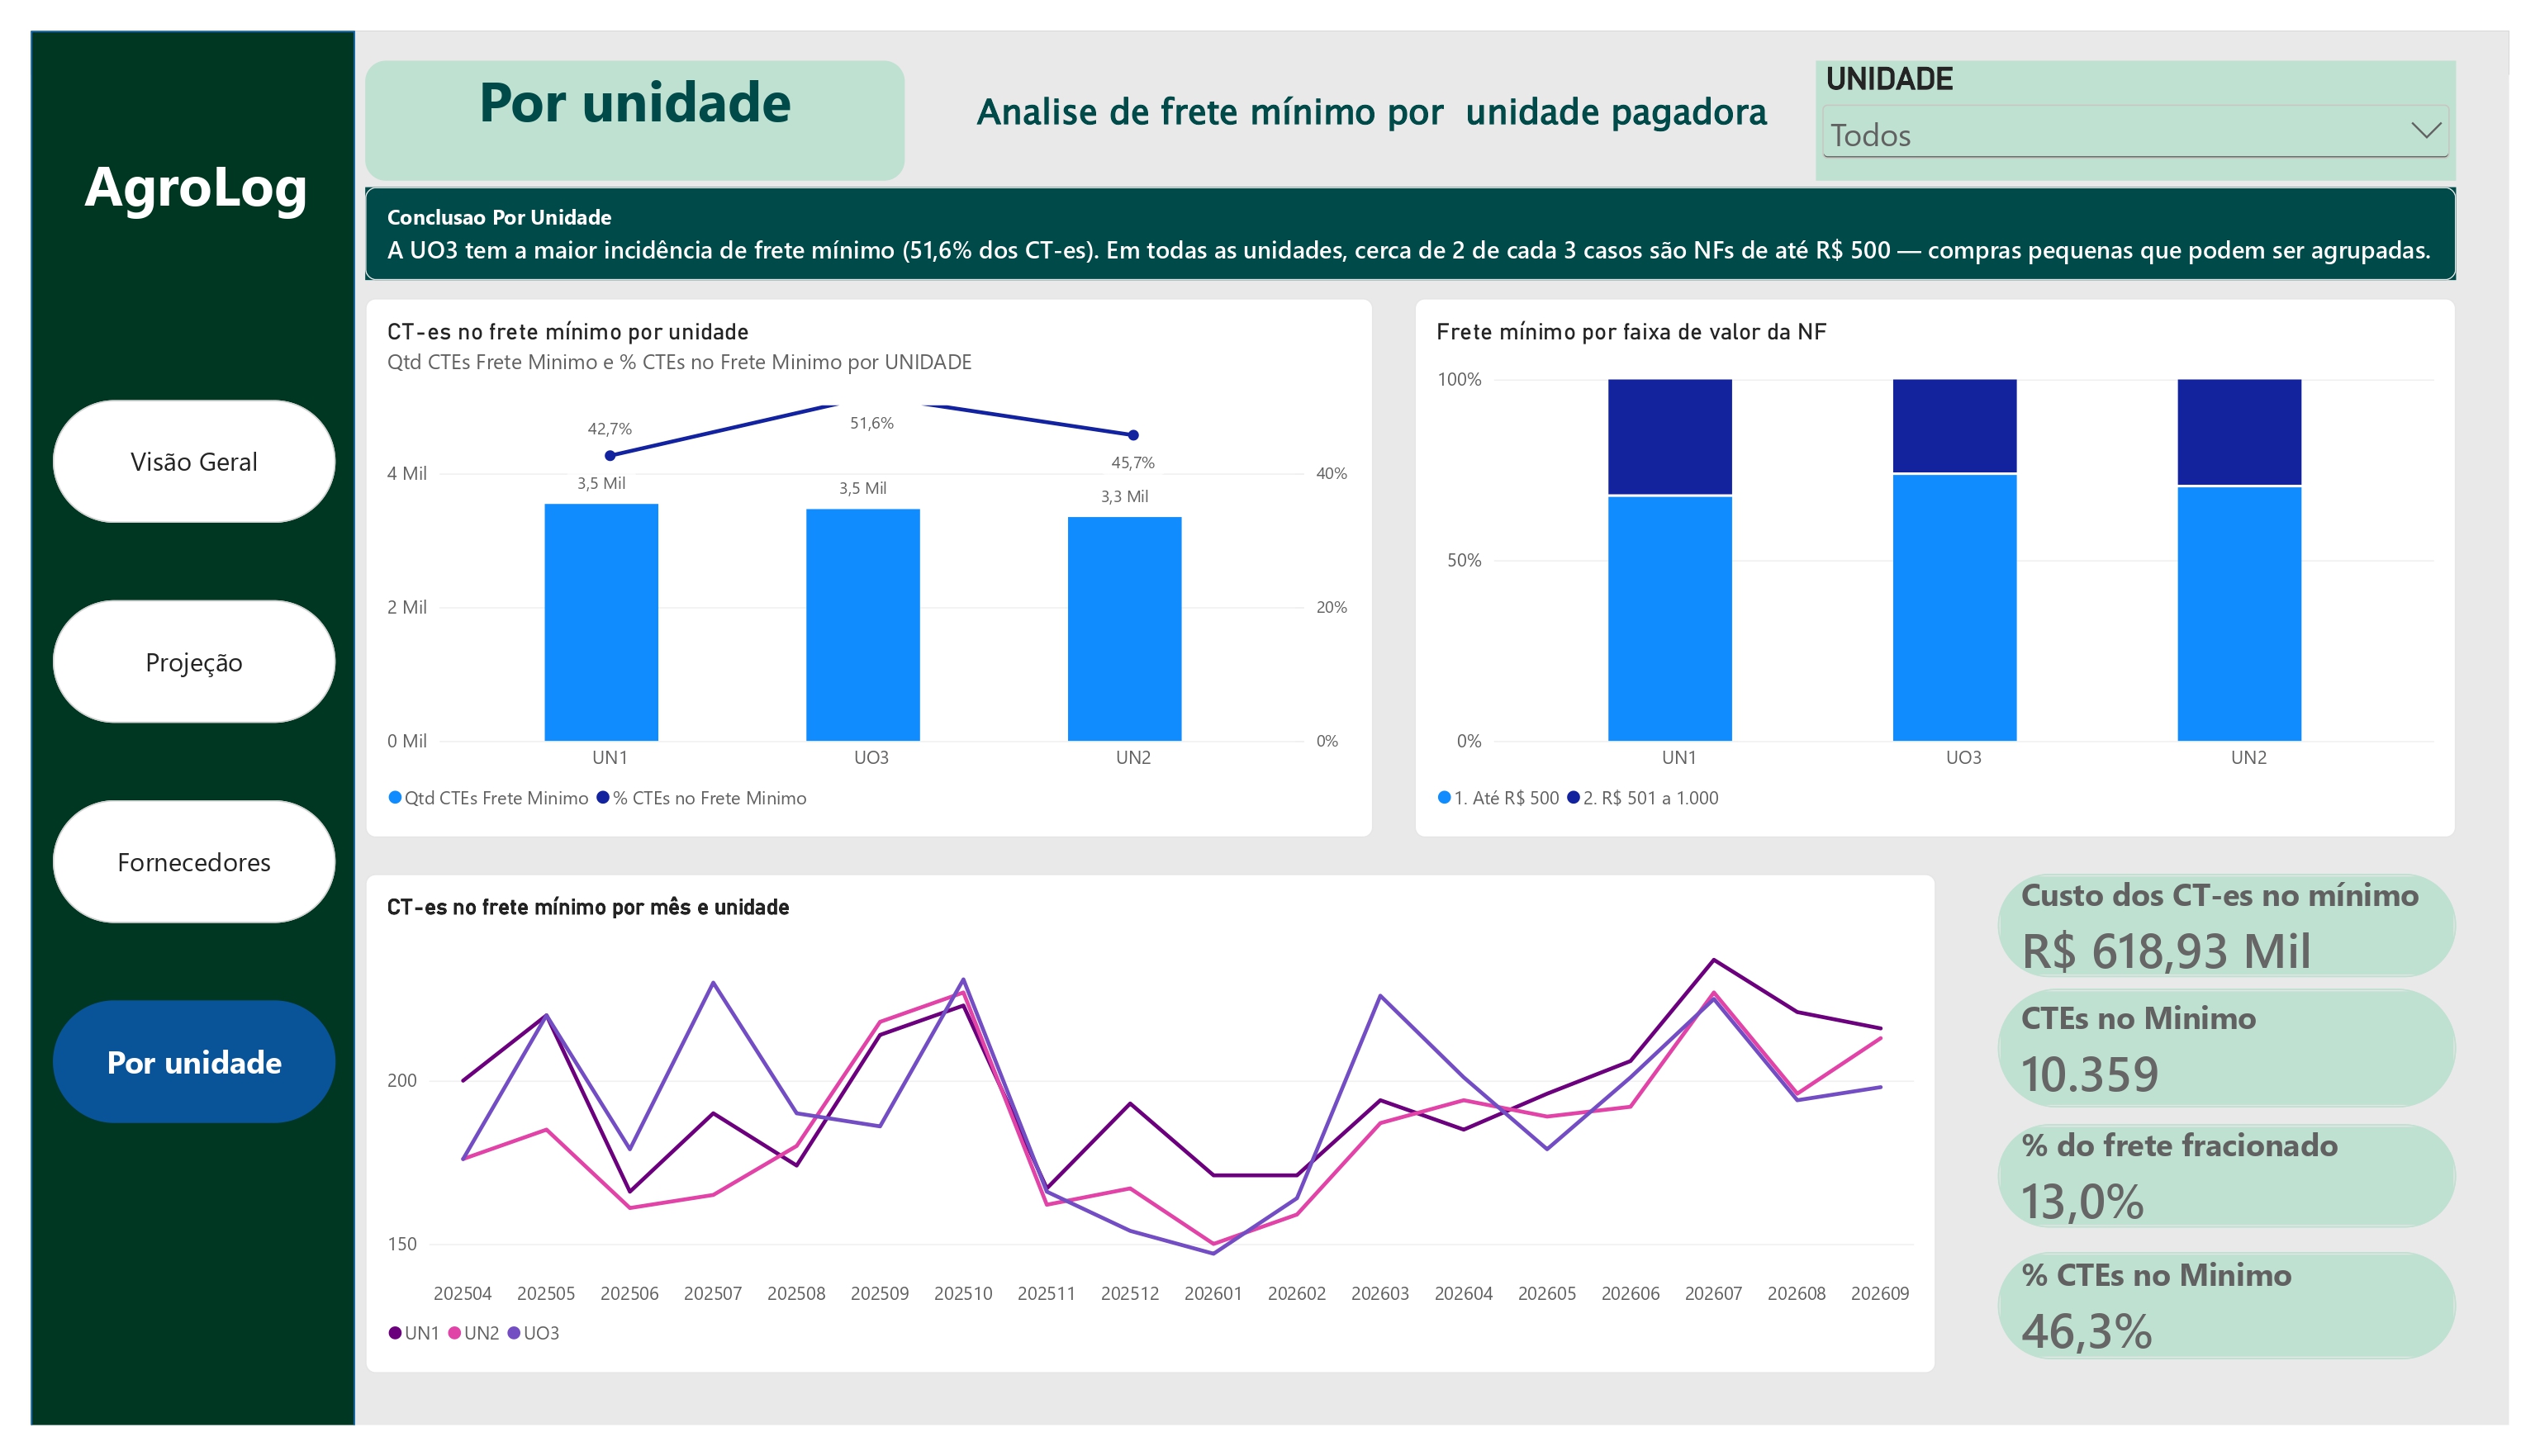 AgroLog
Visão Geral
Projeção
Fornecedores
Por unidade
Por unidade
Analise de frete mínimo por  unidade pagadora
UNIDADE
Todos
Conclusao Por Unidade
A UO3 tem a maior incidência de frete mínimo (51,6% dos CT-es). Em todas as unidades, cerca de 2 de cada 3 casos são NFs de até R$ 500 — compras pequenas que podem ser agrupadas.
CT-es no frete mínimo por unidade
Qtd CTEs Frete Minimo e % CTEs no Frete Minimo por UNIDADE
42,7%
51,6%
45,7%
4 Mil
3,5 Mil
3,5 Mil
3,3 Mil
40%
2 Mil
20%
0 Mil
0%
UN1
UO3
UN2
Qtd CTEs Frete Minimo
% CTEs no Frete Minimo
Frete mínimo por faixa de valor da NF
100%
50%
0%
UN1
UO3
UN2
1. Até R$ 500
2. R$ 501 a 1.000
CT-es no frete mínimo por mês e unidade
200
150
202504 202505 202506 202507 202508 202509 202510 202511 202512 202601 202602 202603 202604 202605 202606 202607 202608 202609
UN1 UN2 UO3
Custo dos CT-es no mínimo
R$ 618,93 Mil
CTEs no Minimo
10.359
% do frete fracionado
13,0%
% CTEs no Minimo
46,3%